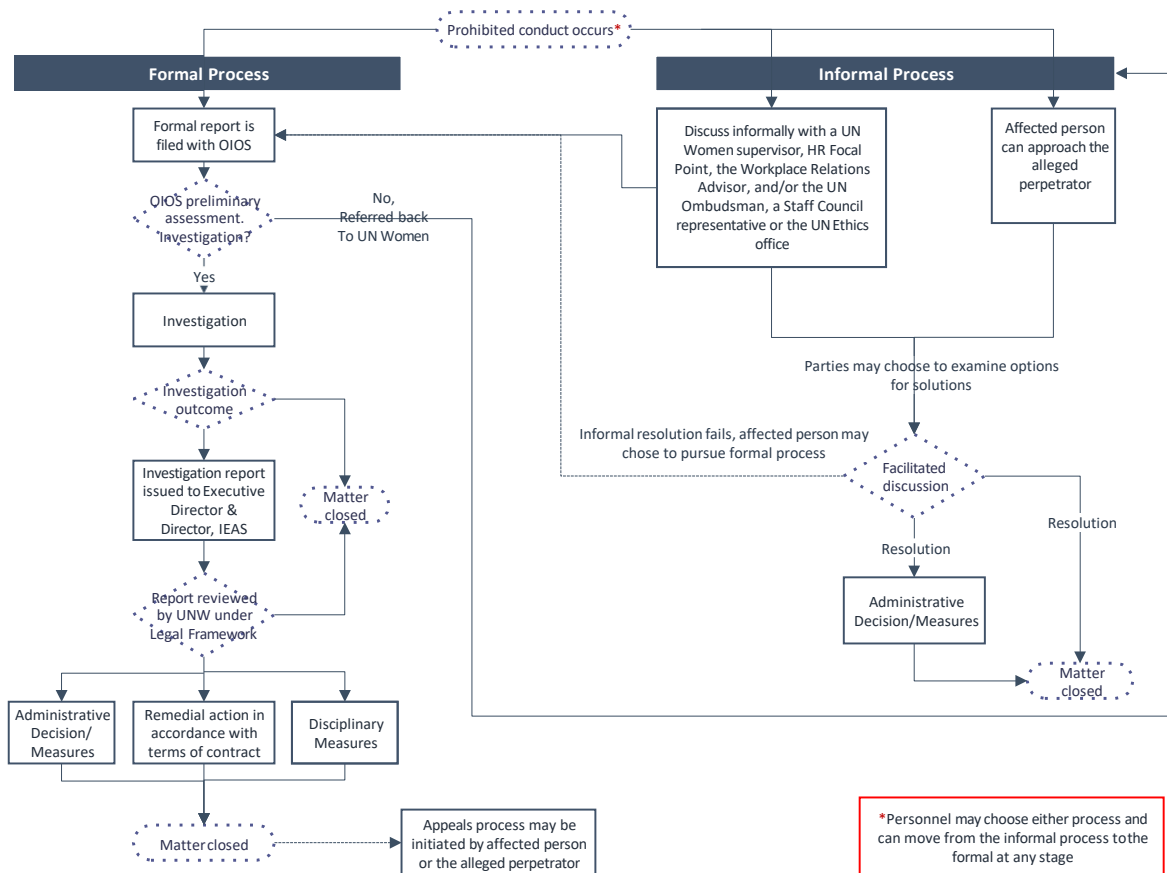 Prohibited conduct occurs*
Formal Process
Informal Process
Formal report is
filed with OIOS
Discuss informally with a UN
Women supervisor, HR Focal
Point, the Workplace Relations
Advisor, and/or the UN
Ombudsman, a Staff Council
representative or the UN Ethics
office
Affected person
can approach the
alleged
perpetrator
OIOS preliminary
assessment.
Investigation?
No,
Referred back
To UN Women
Yes
Investigation
Investigation
outcome
Parties may choose to examine options
for solutions
Informal resolution fails, affected person may
chose to pursue formal process
Facilitated
discussion
Investigation report
issued to Executive
Director &
Director, IEAS
Matter
closed
Resolution
Resolution
Report reviewed
by UNW under
Legal Framework
Administrative
Decision/Measures
Matter
closed
Administrative
Decision/
Measures
Remedial action in
accordance with
terms of contract
Disciplinary
Measures
Matter closed
Appeals process may be
initiated by affected person
or the alleged perpetrator
*Personnel may choose either process and
can move from the informal process to the
formal at any stage